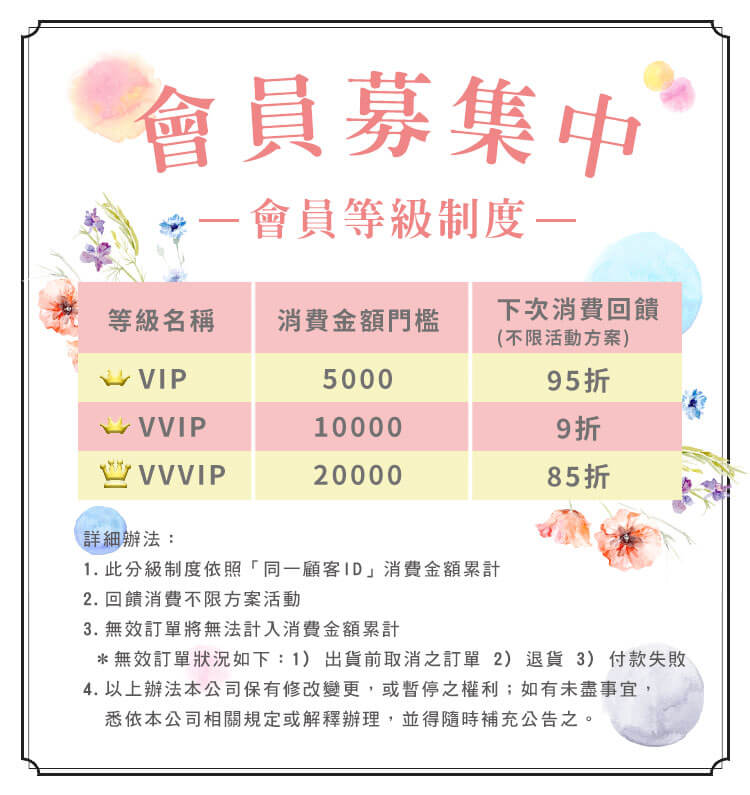 會員募集中
—會員等級制度—
等級名稱 消費金額門檻 下次消費回饋
(不限活動方案)
VIP 5000 95折
VVIP 10000 9折
VVVIP 20000 85折
詳細辦法：
1. 此分級制度依照「同一顧客ID」消費金額累計
2. 回饋消費不限方案活動
3. 無效訂單將無法計入消費金額累計
＊無效訂單狀況如下：1) 出貨前取消之訂單 2) 退貨 3) 付款失敗
4. 以上辦法本公司保有修改變更，或暫停之權利；如有未盡事宜，
悉依本公司相關規定或解釋辦理，並得隨時補充公告之。